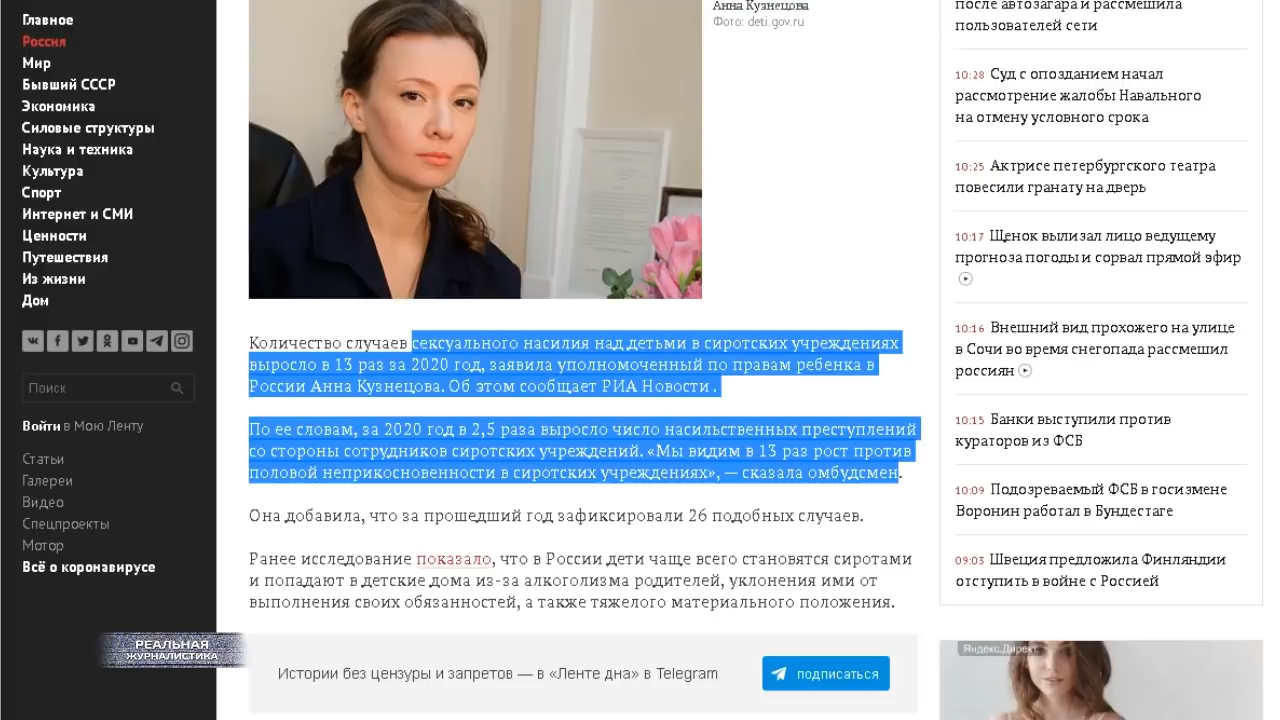 Главное
Россия
Мир
Бывший СССР
Экономика
Силовые структуры
Наука и техника
Культура
Спорт
Интернет и СМИ
Ценности
Путешествия
Из жизни
Дом
Поиск
Войти в Мою Ленту
Статьи
Галереи
Видео
Спецпроекты
Мотор
Всё о коронавирусе
РЕАЛЬНАЯ
ЖУРНАЛИСТИКА
Анна Кузнецова
Фото: deti.gov.ru
Количество случаев сексуального насилия над детьми в сиротских учреждениях
выросло в 13 раз за 2020 год, заявила уполномоченный по правам ребенка в
России Анна Кузнецова. Об этом сообщает РИА Новости .
По ее словам, за 2020 год в 2,5 раза выросло число насильственных преступлений
со стороны сотрудников сиротских учреждений. «Мы видим в 13 раз рост против
половой неприкосновенности в сиротских учреждениях», — сказала омбудсмен.
Она добавила, что за прошедший год зафиксировали 26 подобных случаев.
Ранее исследование показало, что в России дети чаще всего становятся сиротами
и попадают в детские дома из-за алкоголизма родителей, уклонения ими от
выполнения своих обязанностей, а также тяжелого материального положения.
Истории без цензуры и запретов — в «Ленте дна» в Telegram
подписаться
после автозагара и рассмешила
пользователей сети
10:28 Суд с опозданием начал
рассмотрение жалобы Навального
на отмену условного срока
10:25 Актрисе петербургского театра
повесили гранату на дверь
10:17 Щенок вылизал лицо ведущему
прогноза погоды и сорвал прямой эфир
10:16 Внешний вид прохожего на улице
в Сочи во время снегопада рассмешил
россиян
10:15 Банки выступили против
кураторов из ФСБ
10:09 Подозреваемый ФСБ в госизмене
Воронин работал в Бундестаге
09:03 Швеция предложила Финляндии
отступить в войне с Россией
Яндекс.Директ